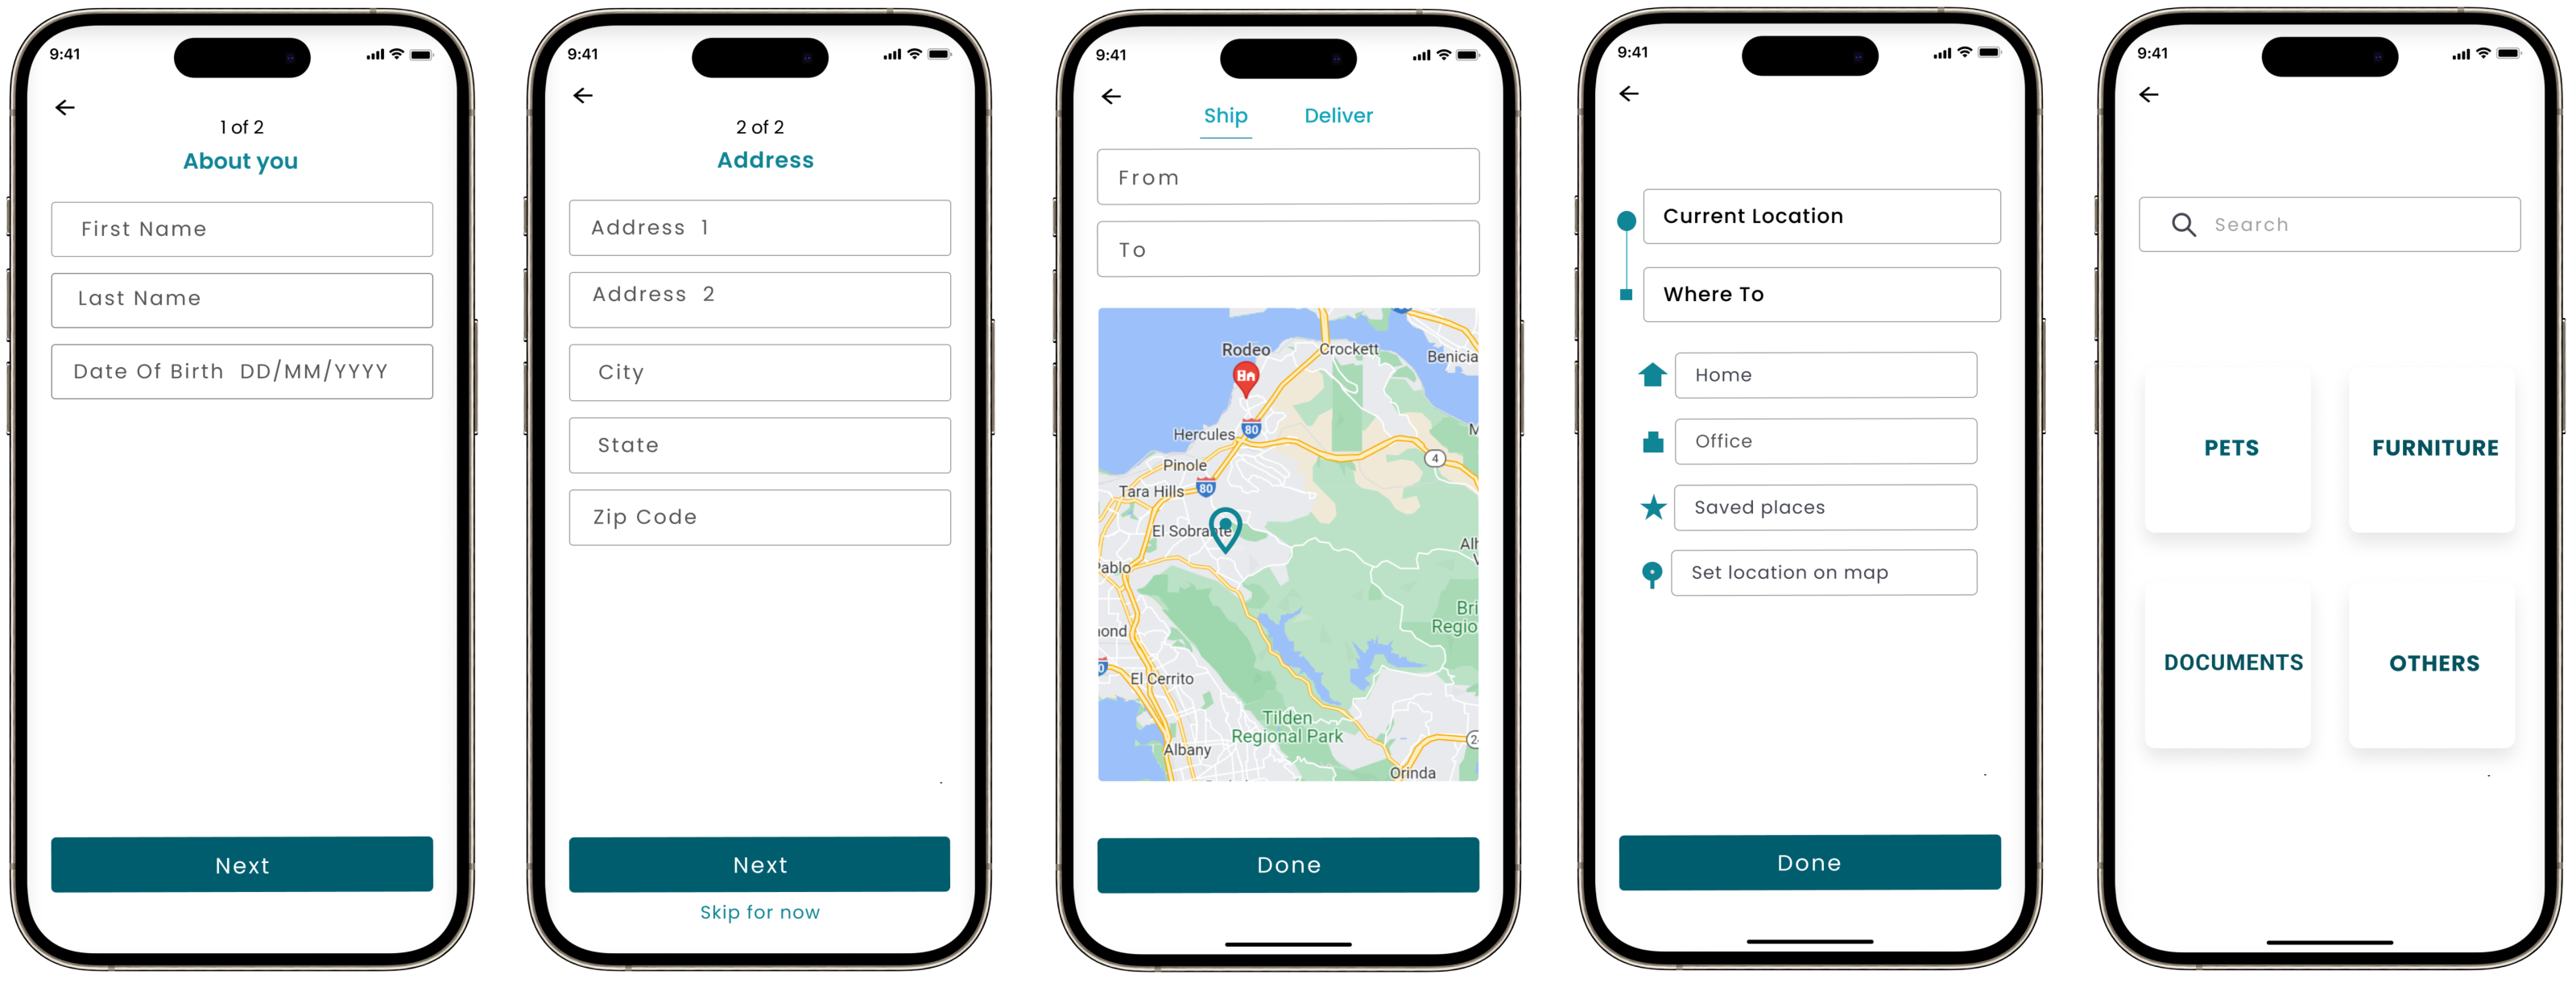 9:41
1 of 2
About you
First Name
Last Name
Date Of Birth DD/MM/YYYY
Next
9:41
2 of 2
Address
Address 1
Address 2
City
State
Zip Code
Next
Skip for now
9:41
Ship Deliver
From
To
Rodeo
Crockett
Benicia
Hercules
80
Pinole
4
Tara Hills
80
El Sobrante
Pablo
Bri
Regio
mond
El Cerrito
Tilden
Regional Park
Albany
Orinda
Done
9:41
Current Location
Where To
Home
Office
Saved places
Set location on map
Done
9:41
Search
PETS
FURNITURE
DOCUMENTS
OTHERS